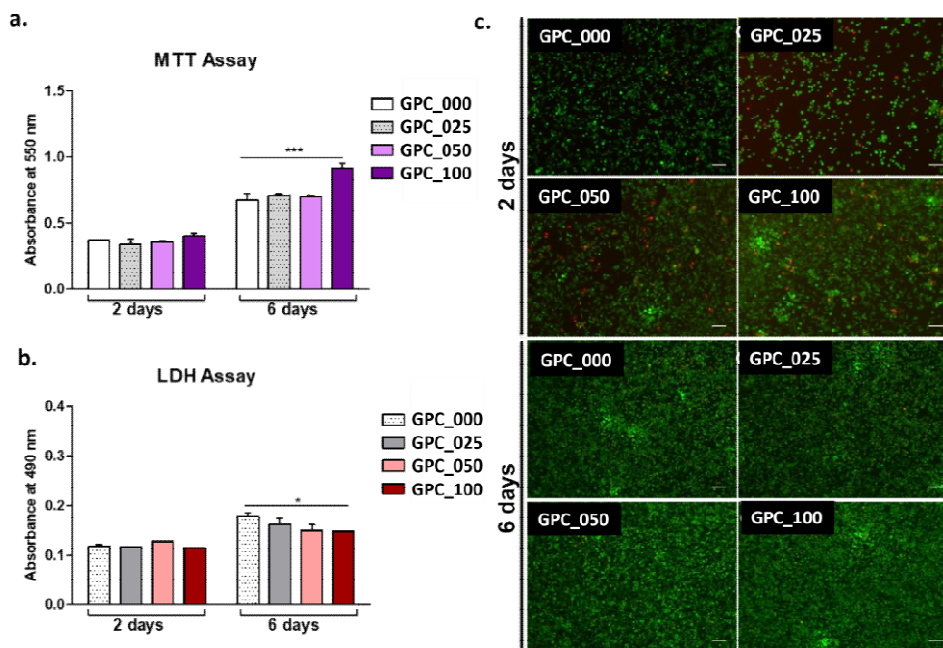 a.
MTT Assay
Absorbance at 550 nm
1.5
1.0
0.5
0.0
***
2 days
6 days
GPC_000
GPC_025
GPC_050
GPC_100
b.
LDH Assay
Absorbance at 490 nm
0.4
0.3
0.2
0.1
0.0
*
2 days
6 days
GPC_000
GPC_025
GPC_050
GPC_100
c.
2 days
GPC_000
GPC_025
GPC_050
GPC_100
6 days
GPC_000
GPC_025
GPC_050
GPC_100